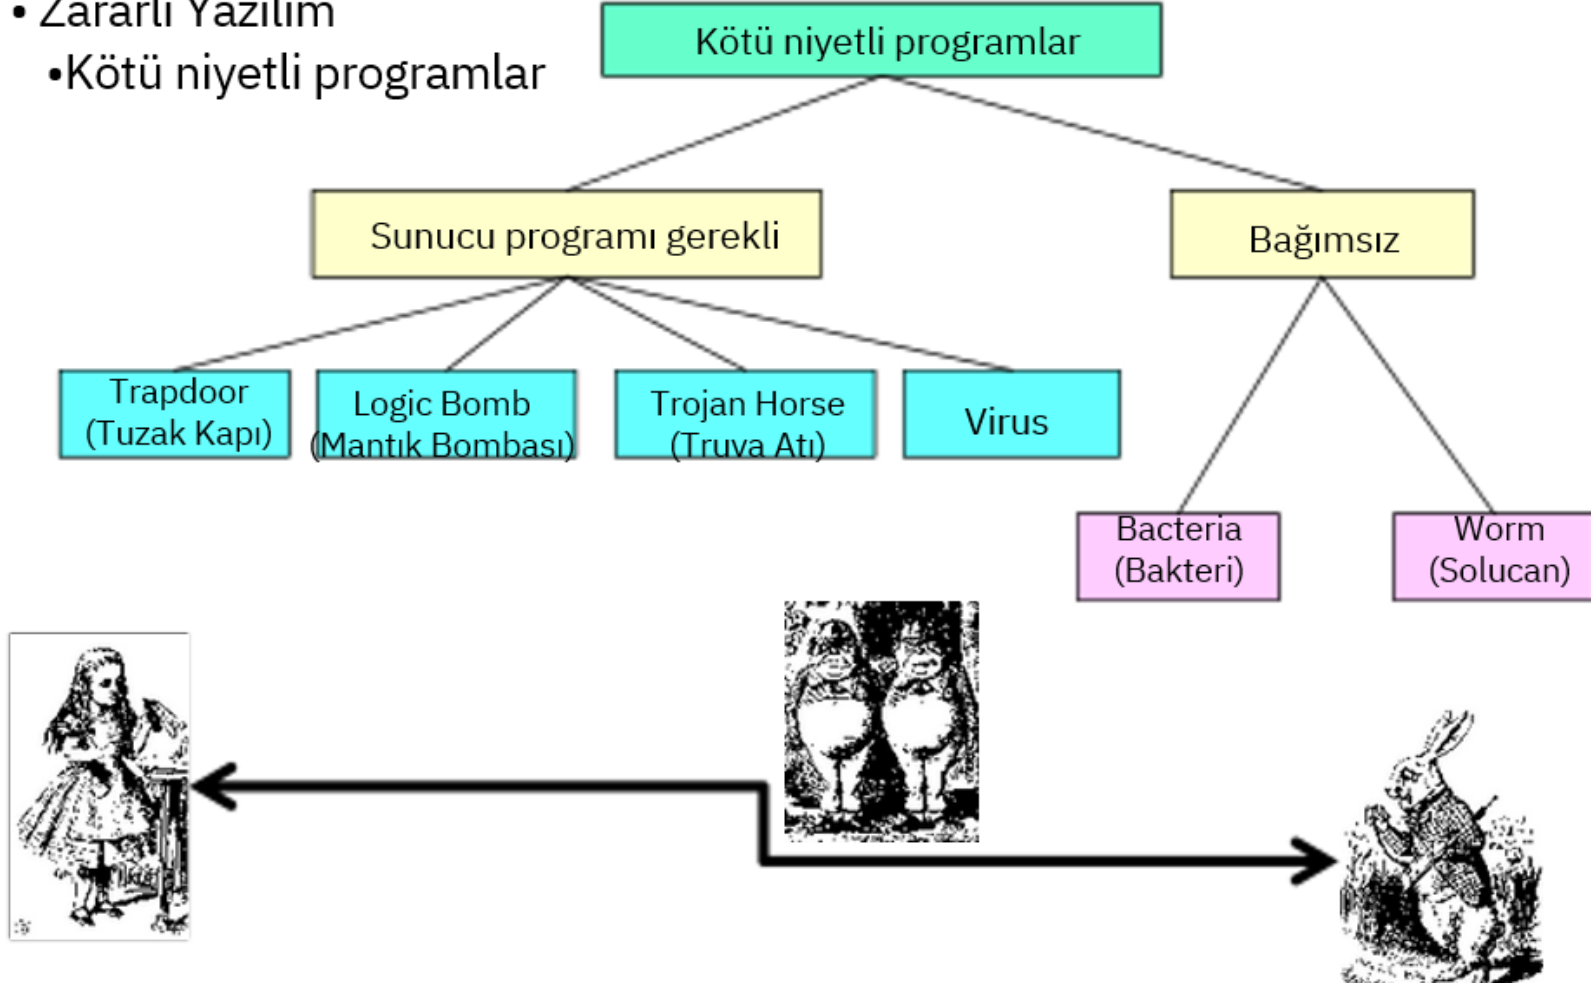 • Zararlı Yazılım
•Kötü niyetli programlar
Kötü niyetli programlar
Sunucu programı gerekli
Bağımsız
Trapdoor
(Tuzak Kapı)
Logic Bomb
(Mantık Bombası)
Trojan Horse
(Truva Atı)
Virus
Bacteria
(Bakteri)
Worm
(Solucan)